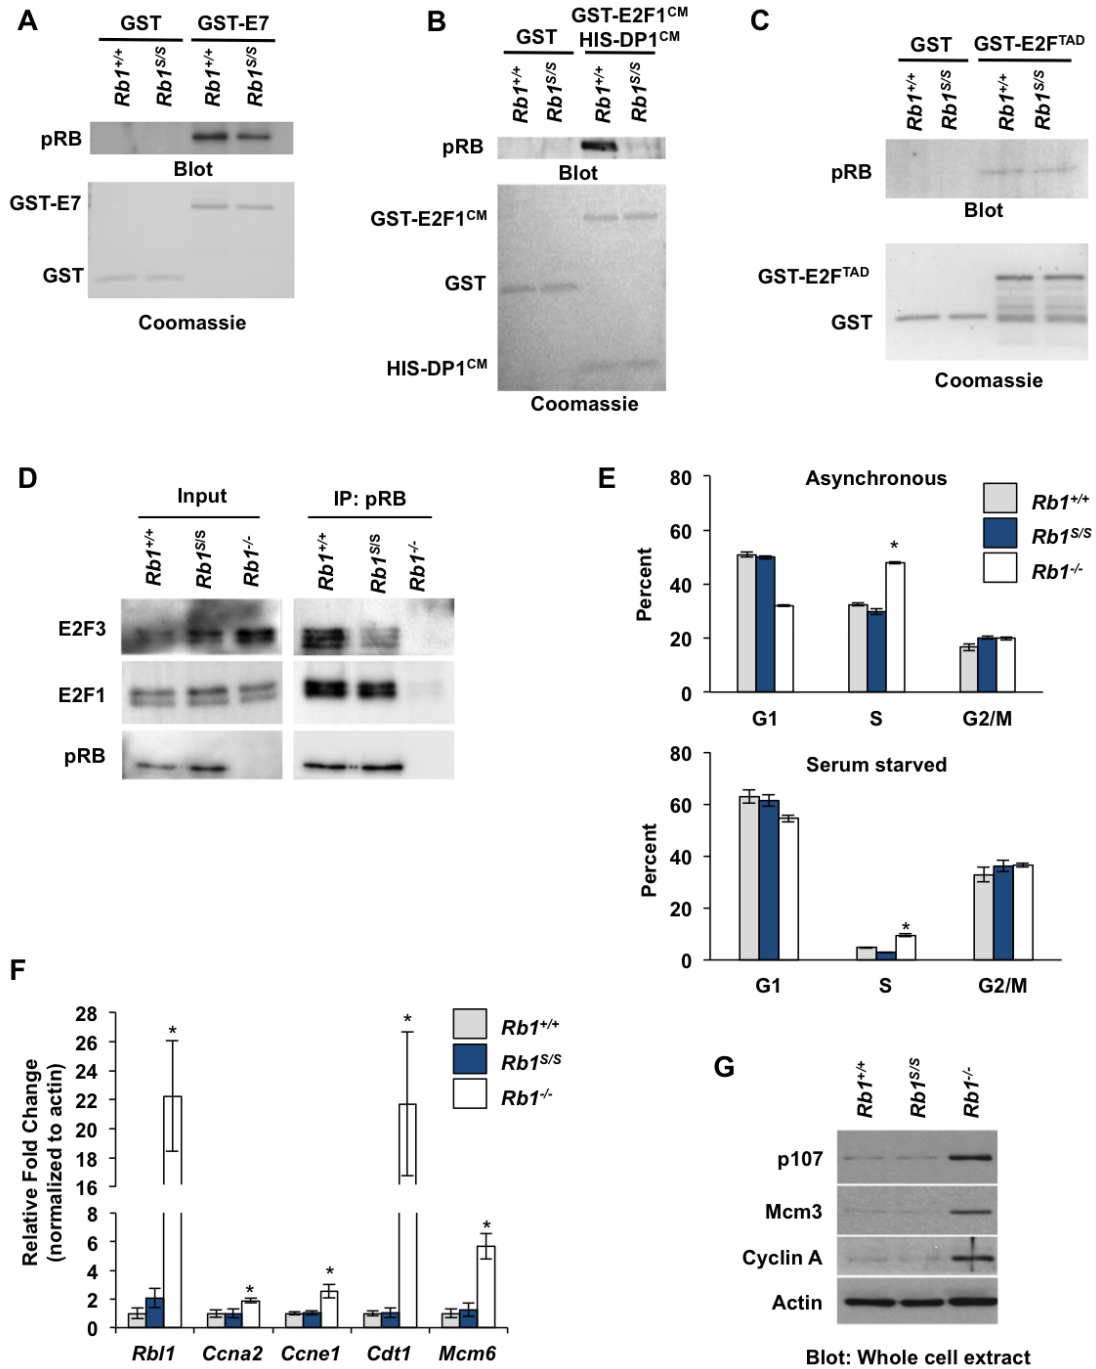 A
GST GST-E7
Rb1+/+ Rb1S/S Rb1+/+ Rb1S/S
pRB
Blot
GST-E7
GST
Coomassie
B
GST-E2F1CM
GST HIS-DP1CM
Rb1+/+ Rb1S/S Rb1+/+ Rb1S/S
pRB
Blot
GST-E2F1CM
GST
HIS-DP1CM
Coomassie
C
GST GST-E2FTAD
Rb1+/+ Rb1S/S Rb1+/+ Rb1S/S
pRB
Blot
GST-E2FTAD
GST
Coomassie
D
Input IP: pRB
Rb1+/+ Rb1S/S Rb1-/- Rb1+/+ Rb1S/S Rb1-/-
E2F3
E2F1
pRB
E
Asynchronous
Percent
80
60
40
20
0
*
G1 S G2/M
Rb1+/+
Rb1S/S
Rb1-/-
Serum starved
Percent
80
60
40
20
0
*
G1 S G2/M
F
Relative Fold Change
(normalized to actin)
28
26
24
22
20
18
16
8
6
4
2
0
* * * * *
Rbl1 Ccna2 Ccne1 Cdt1 Mcm6
Rb1+/+
Rb1S/S
Rb1-/-
G
Rb1+/+ Rb1S/S Rb1-/-
p107
Mcm3
Cyclin A
Actin
Blot: Whole cell extract